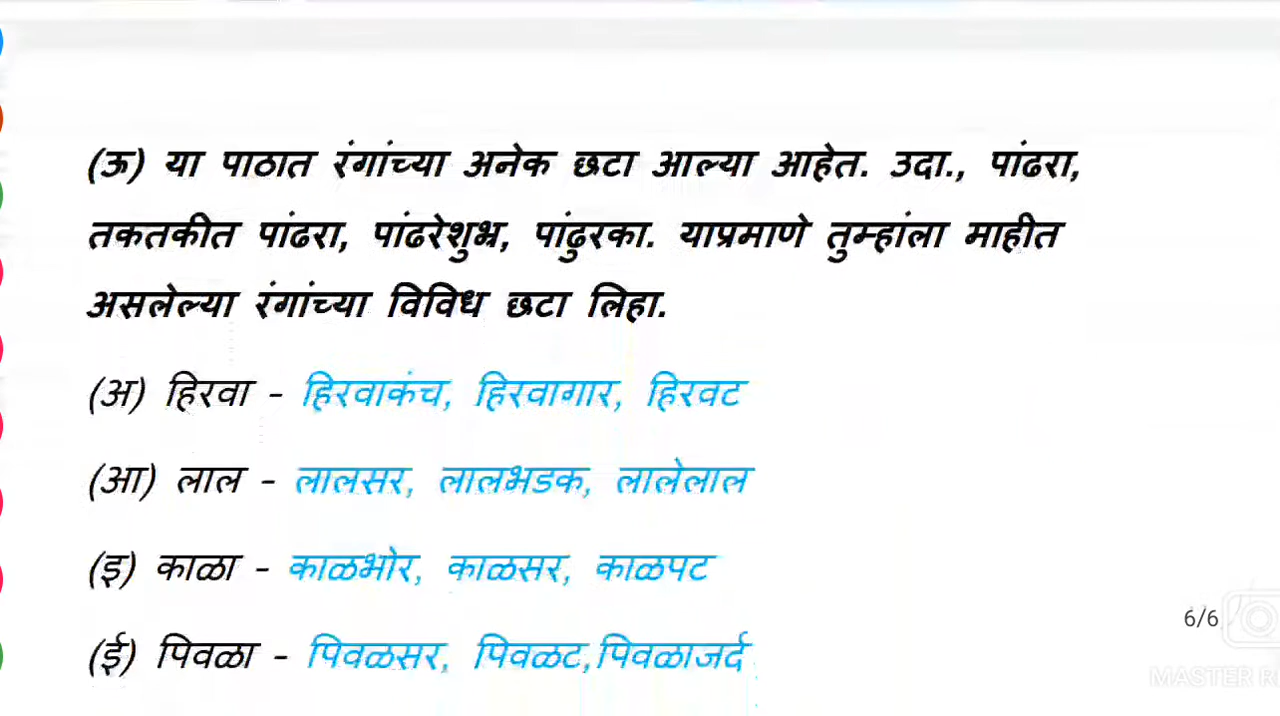 (ऊ) या पाठात रंगांच्या अनेक छटा आल्या आहेत. उदा., पांढरा,
तकतकीत पांढरा, पांढरेशुभ्र, पांढुरका. याप्रमाणे तुम्हांला माहीत
असलेल्या रंगांच्या विविध छटा लिहा.
(अ) हिरवा - हिरवाकंच, हिरवागार, हिरवट
(आ) लाल - लालसर, लालभडक, लालेलाल
(इ) काळा - काळभोर, काळसर, काळपट
6/6
(ई) पिवळा - पिवळसर, पिवळट,पिवळाजर्द
MASTER